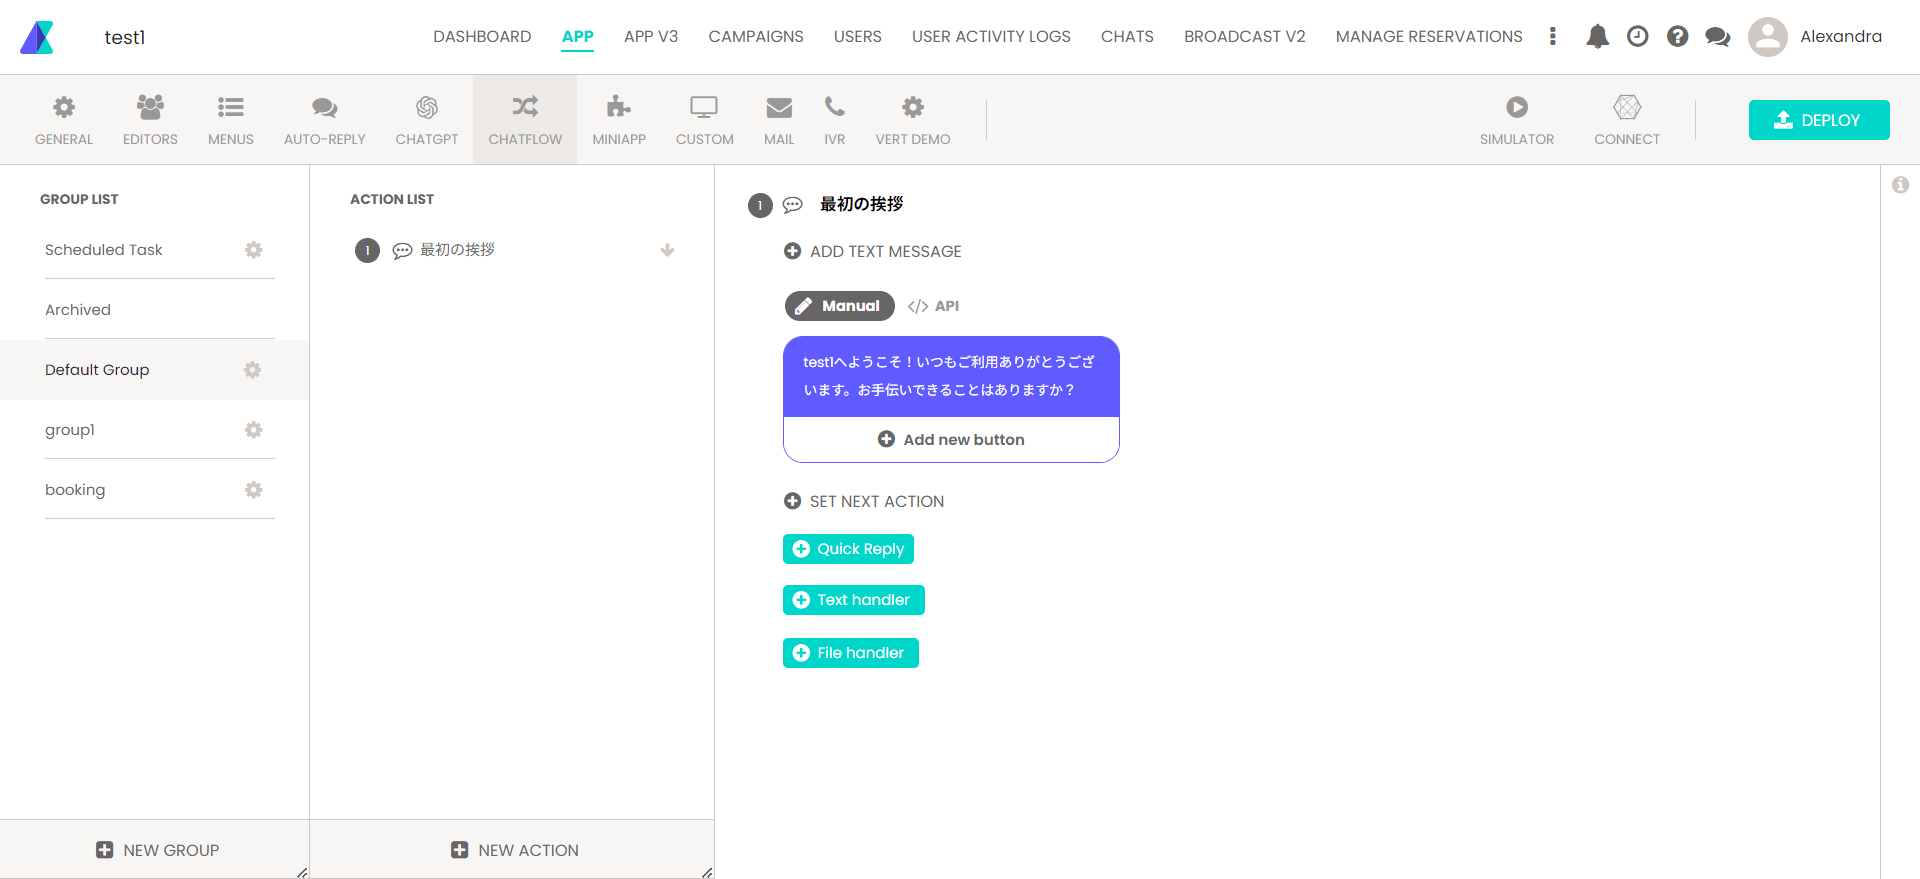 test1
DASHBOARD
APP
APP V3
CAMPAIGNS
USERS
USER ACTIVITY LOGS
CHATS
BROADCAST V2
MANAGE RESERVATIONS
Alexandra
GENERAL
EDITORS
MENUS
AUTO-REPLY
CHATGPT
CHATFLOW
MINIAPP
CUSTOM
MAIL
IVR
VERT DEMO
SIMULATOR
CONNECT
DEPLOY
GROUP LIST
Scheduled Task
Archived
Default Group
group1
booking
NEW GROUP
ACTION LIST
1 最初の挨拶
NEW ACTION
1 最初の挨拶
ADD TEXT MESSAGE
Manual
</> API
test1へようこそ！いつもご利用ありがとうござ
います。お手伝いできることはありますか？
Add new button
SET NEXT ACTION
Quick Reply
Text handler
File handler